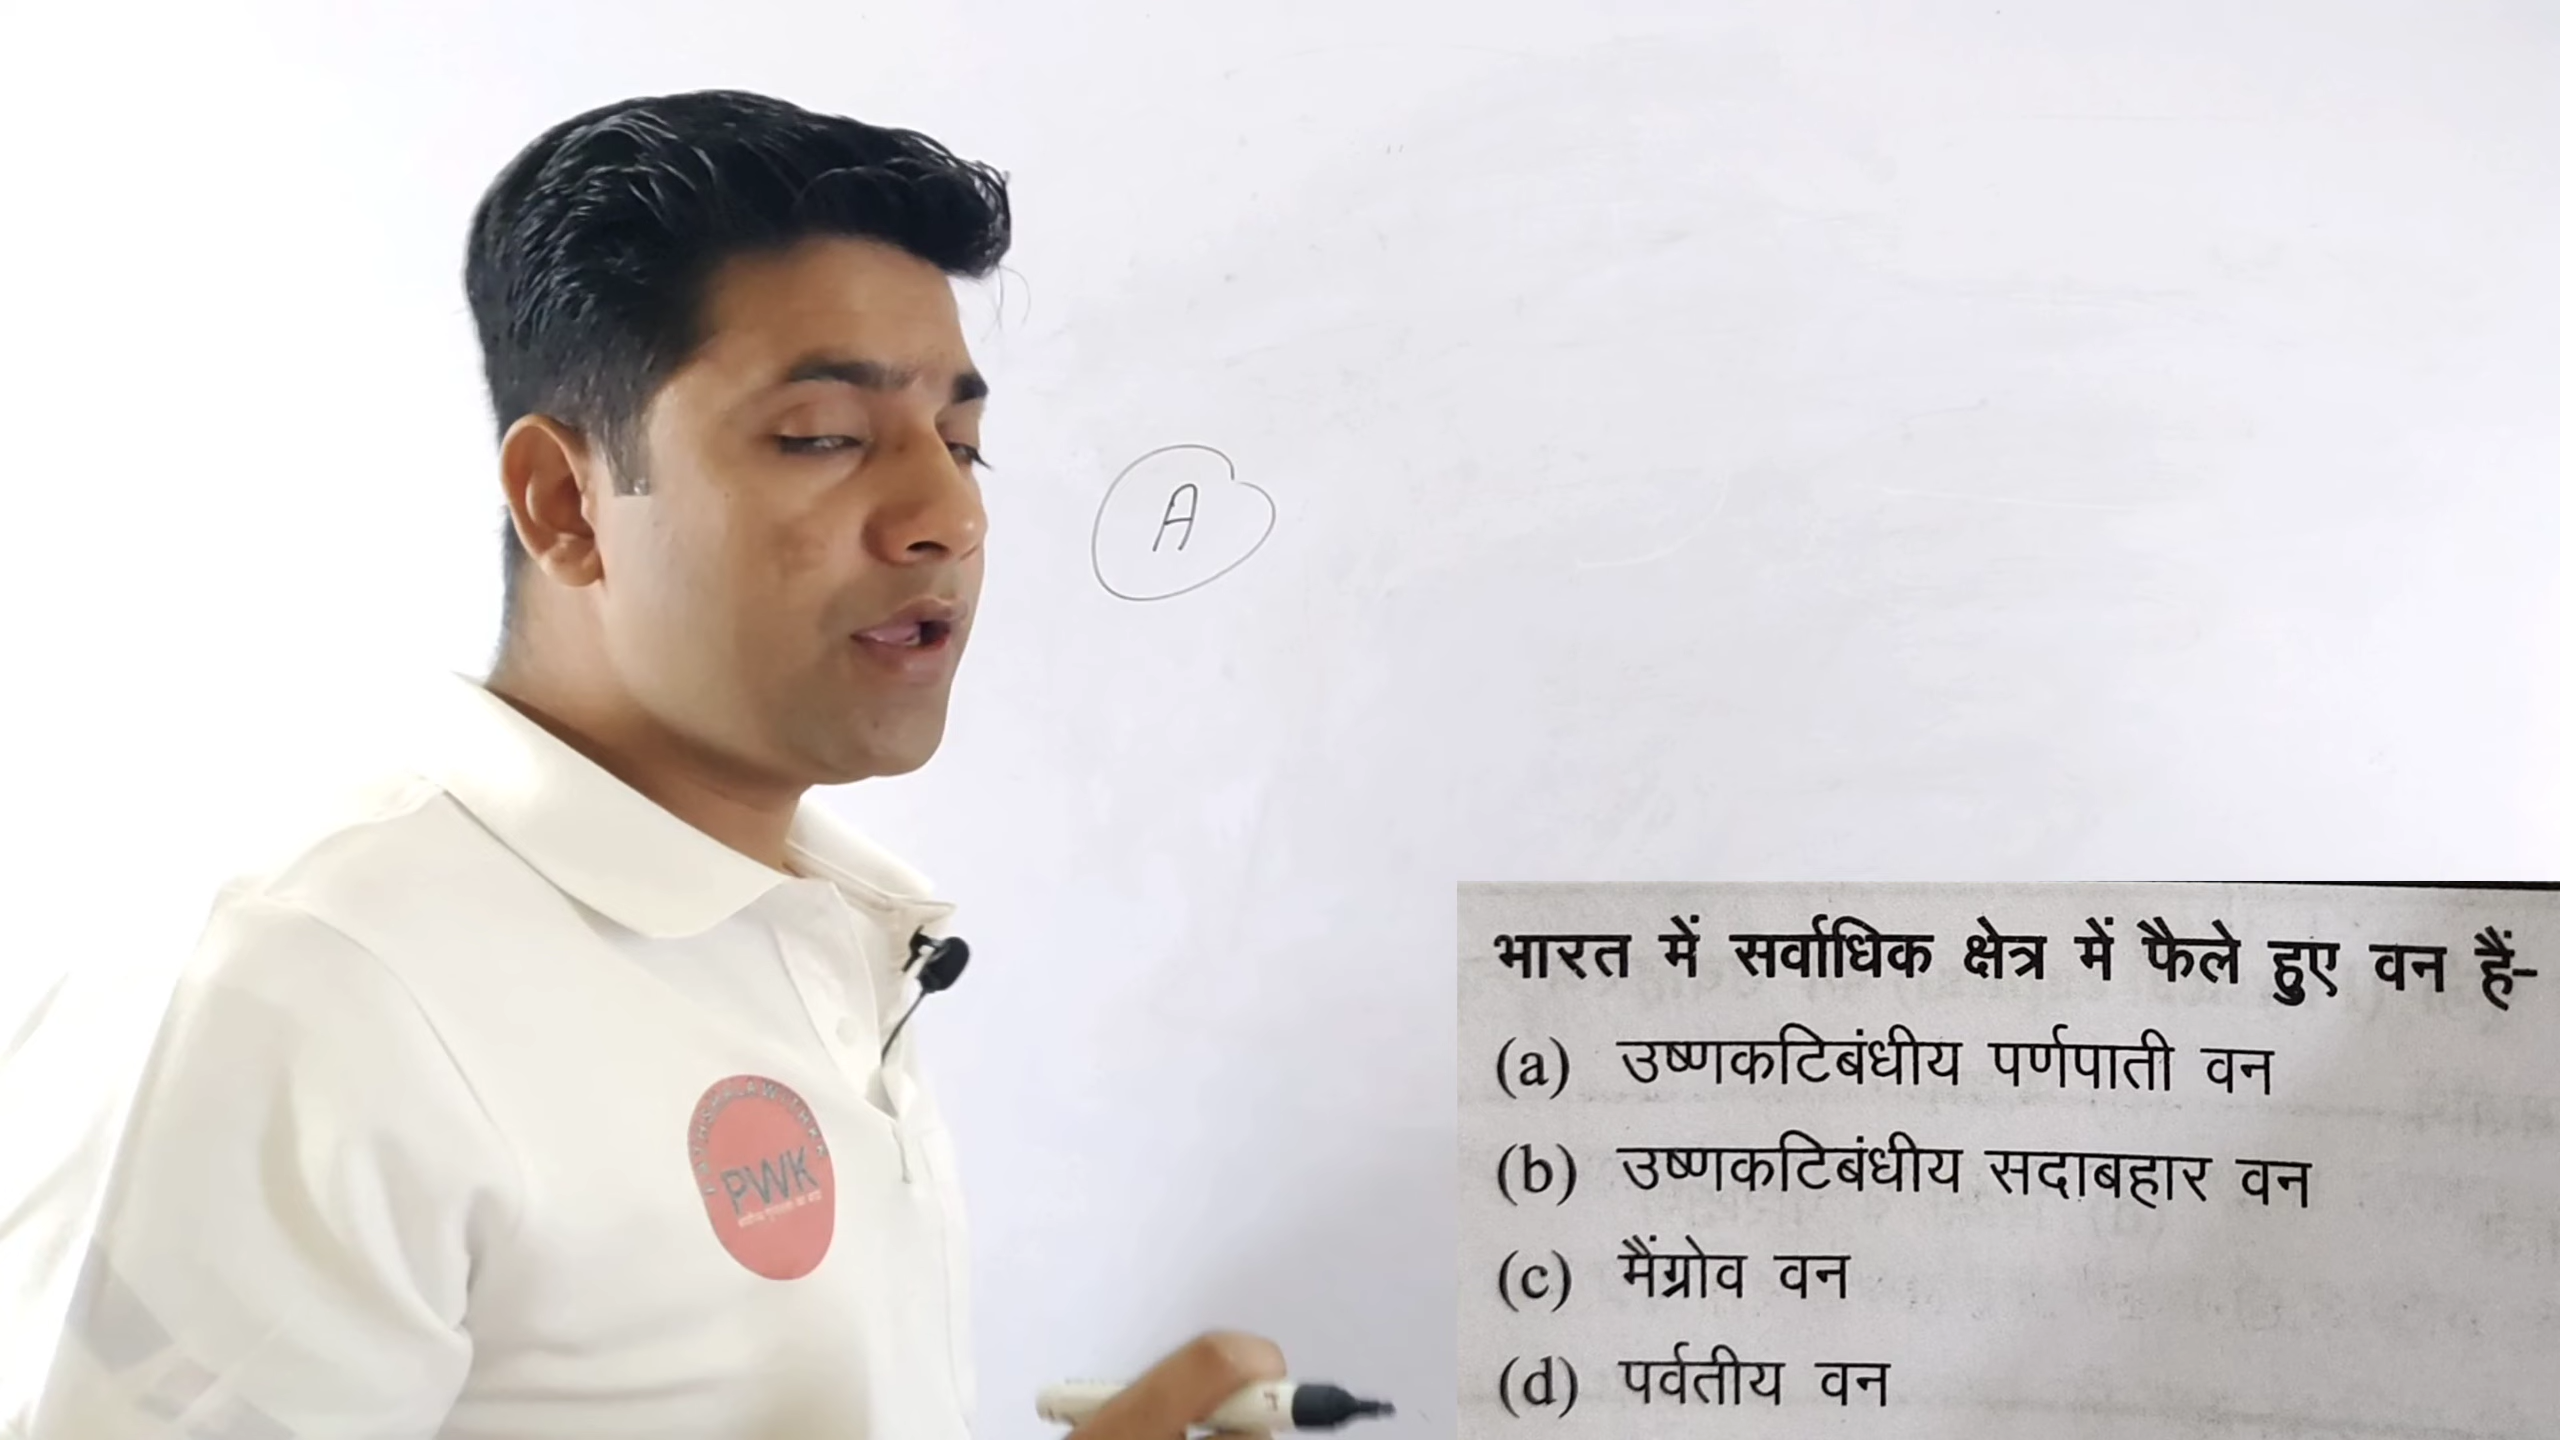 A
PWK
भारत में सर्वाधिक क्षेत्र में फैले हुए वन हैं-
(a) उष्णकटिबंधीय पर्णपाती वन
(b) उष्णकटिबंधीय सदाबहार वन
(c) मैंग्रोव वन
(d) पर्वतीय वन